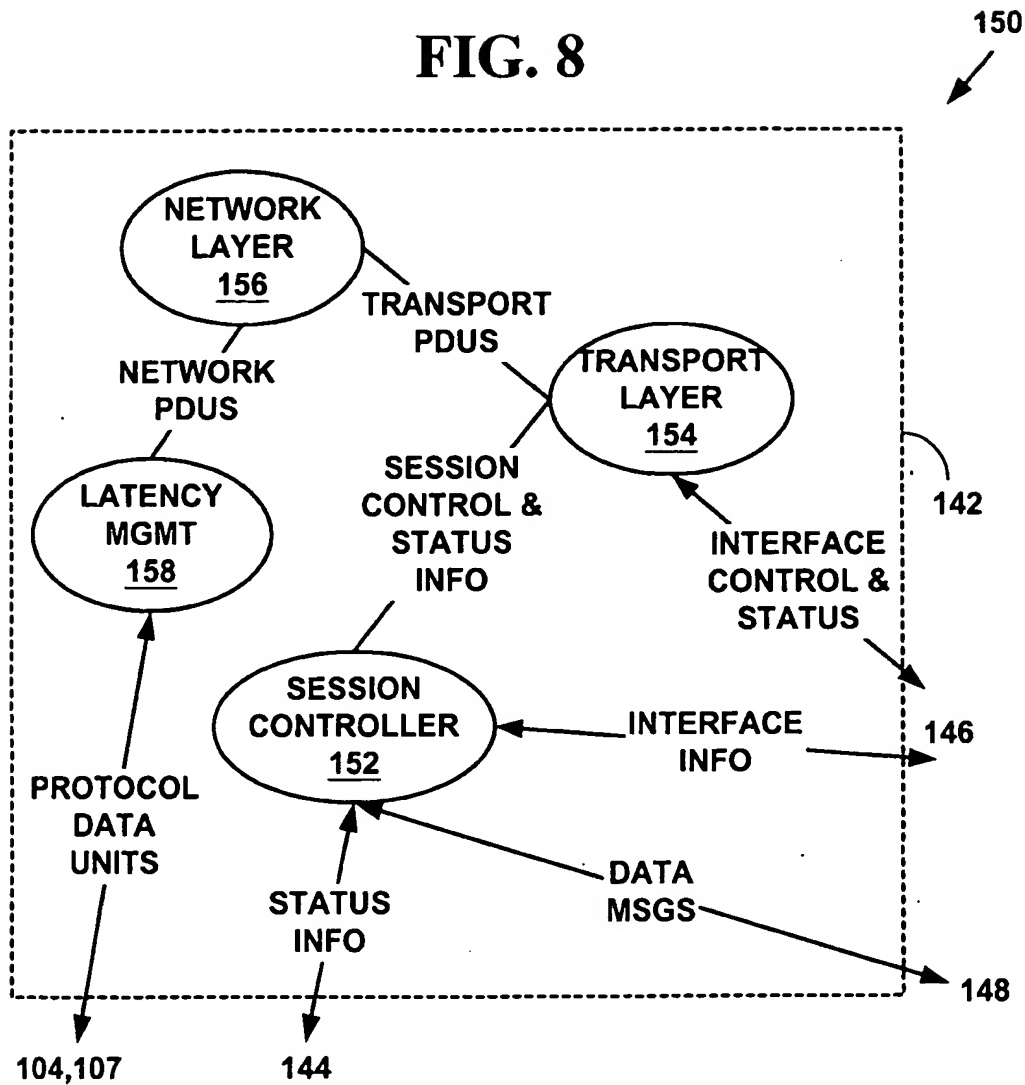 150
FIG. 8
NETWORK
LAYER
156
TRANSPORT
PDUS
NETWORK
PDUS
TRANSPORT
LAYER
154
LATENCY
MGMT
158
SESSION
CONTROL &
STATUS
INFO
142
INTERFACE
CONTROL &
STATUS
SESSION
CONTROLLER
152
INTERFACE
INFO
146
PROTOCOL
DATA
UNITS
STATUS
INFO
DATA
MSGS
148
104,107
144